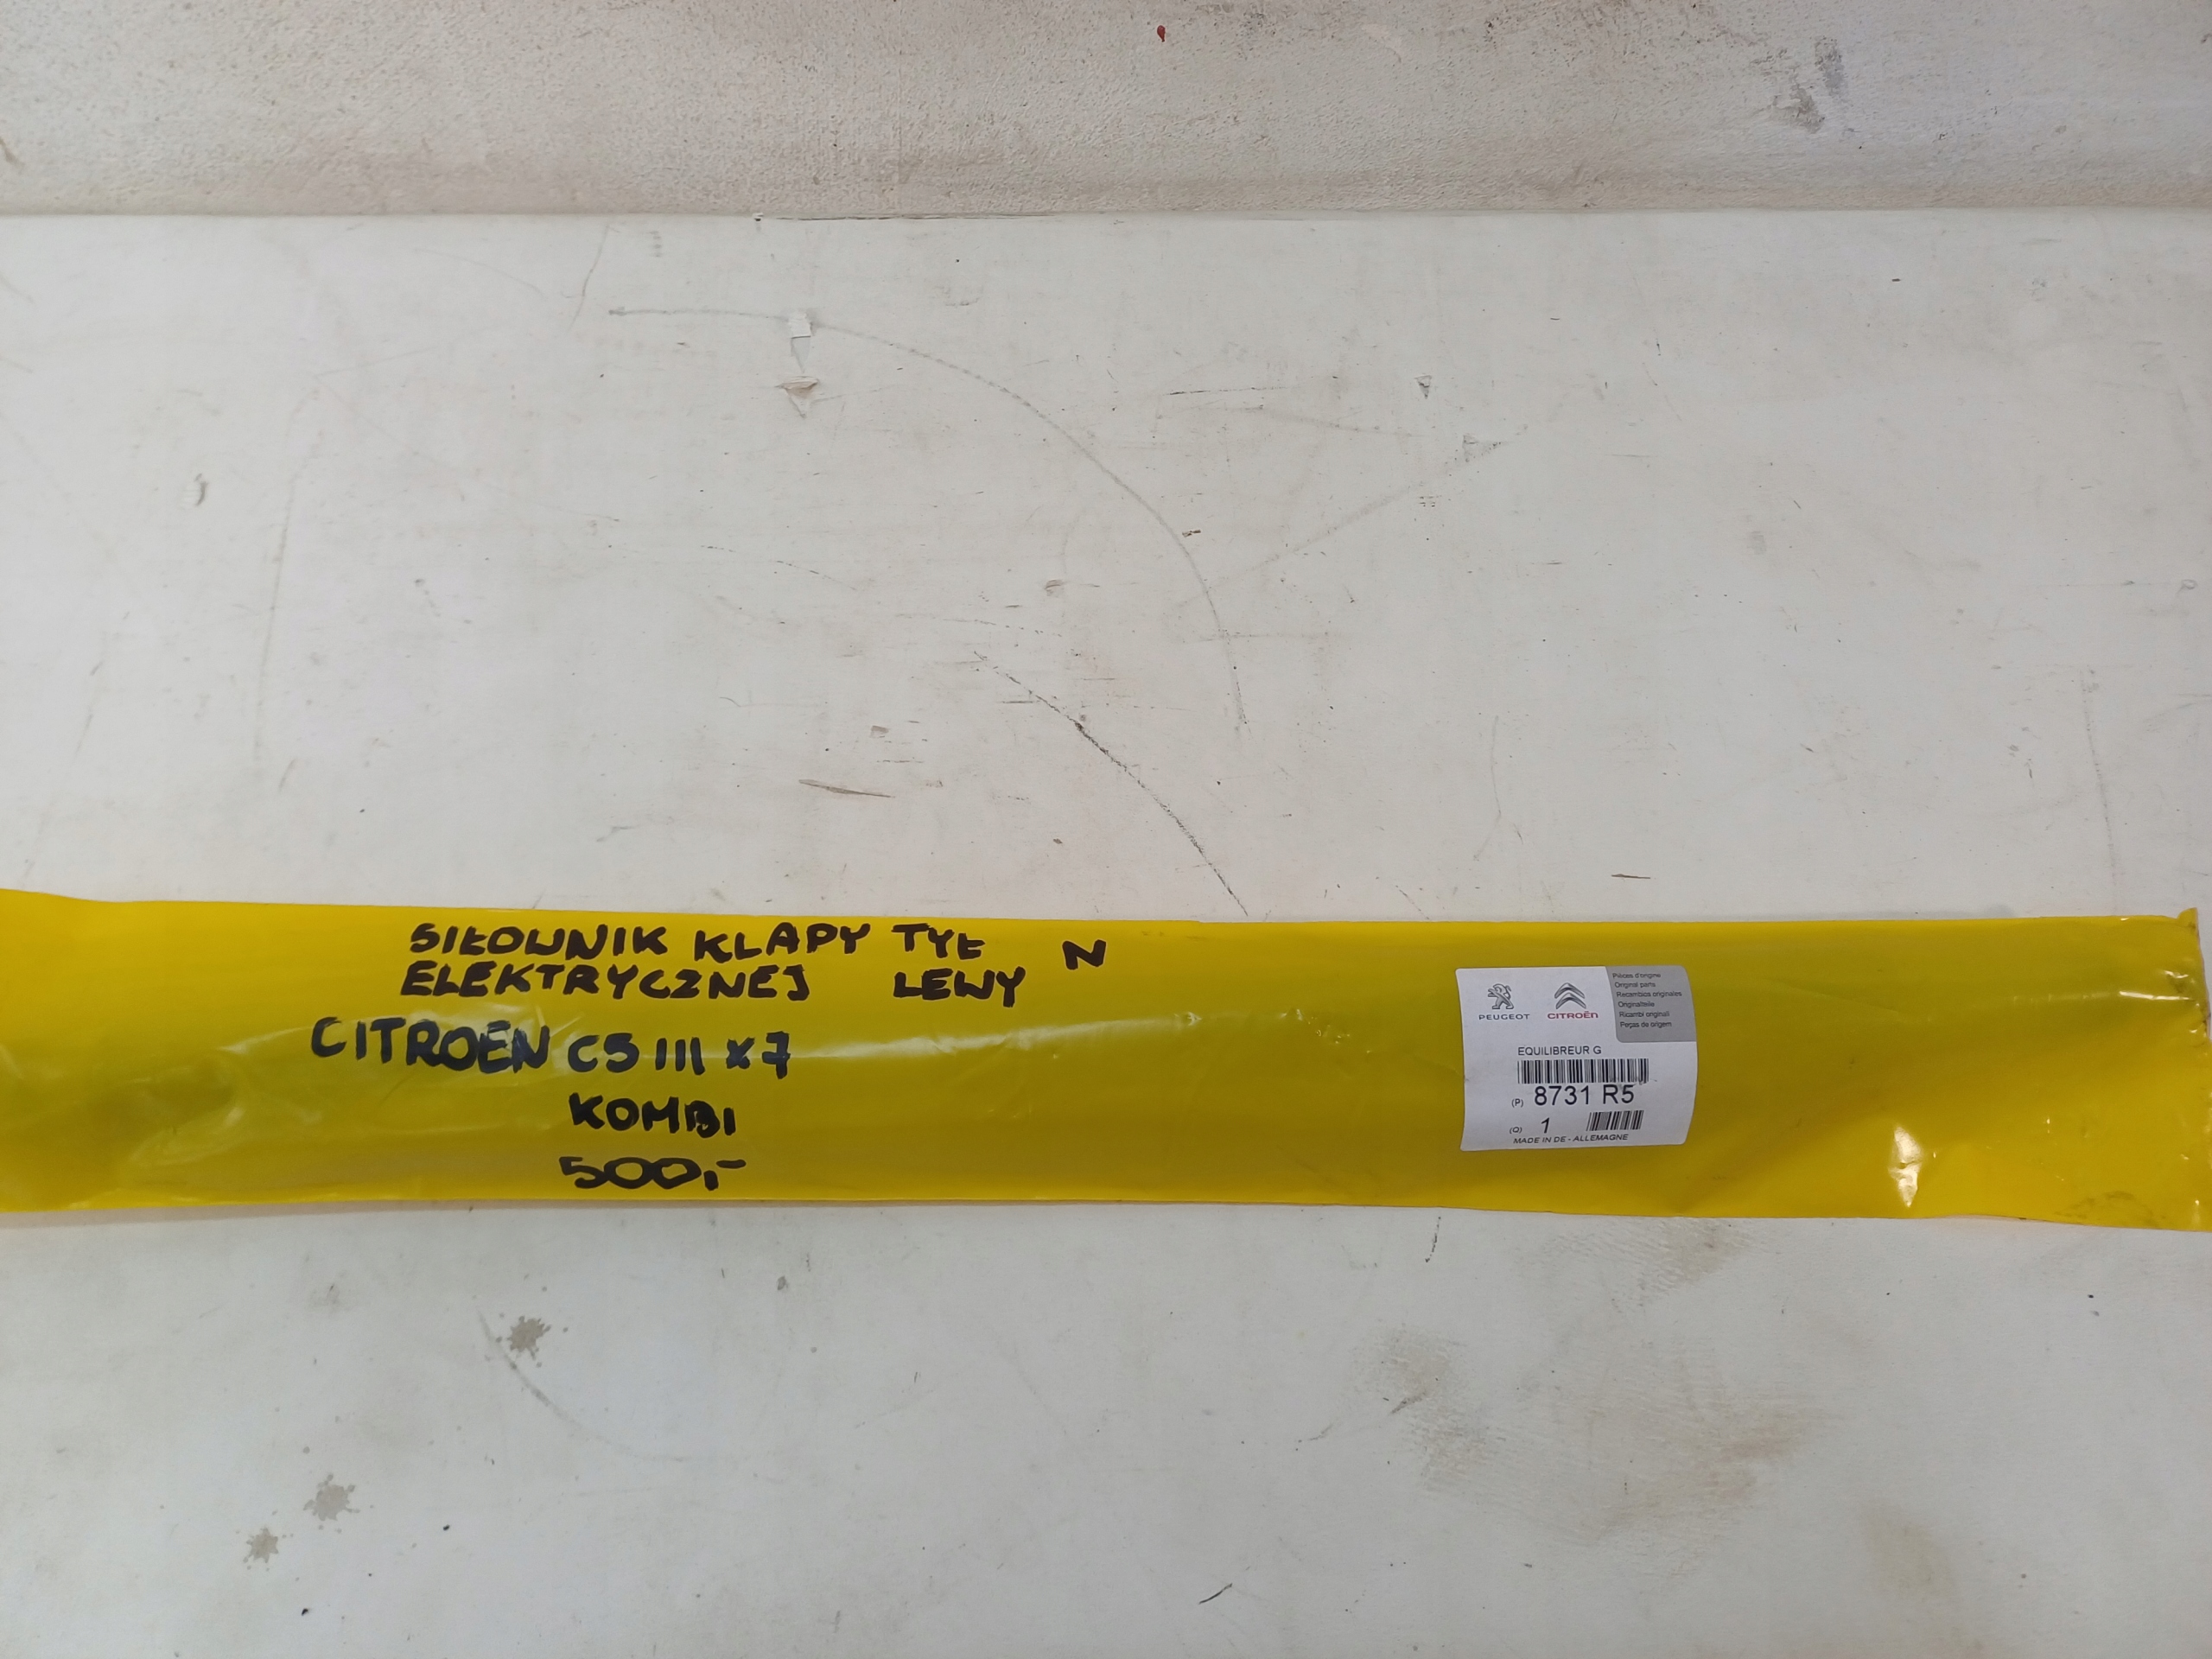 SIŁOWNIK KLAPY TYŁ N
ELEKTRYCZNEJ LEWY
CITROEN C5 III X7
KOMBI
500,-
PEUGEOT
CITROËN
Pièces d'origine
Original parts
Recambios originales
Originalteile
Ricambi originali
Peças de origem
EQUILIBREUR G
(P) 8731 R5
(Q) 1
MADE IN DE - ALLEMAGNE